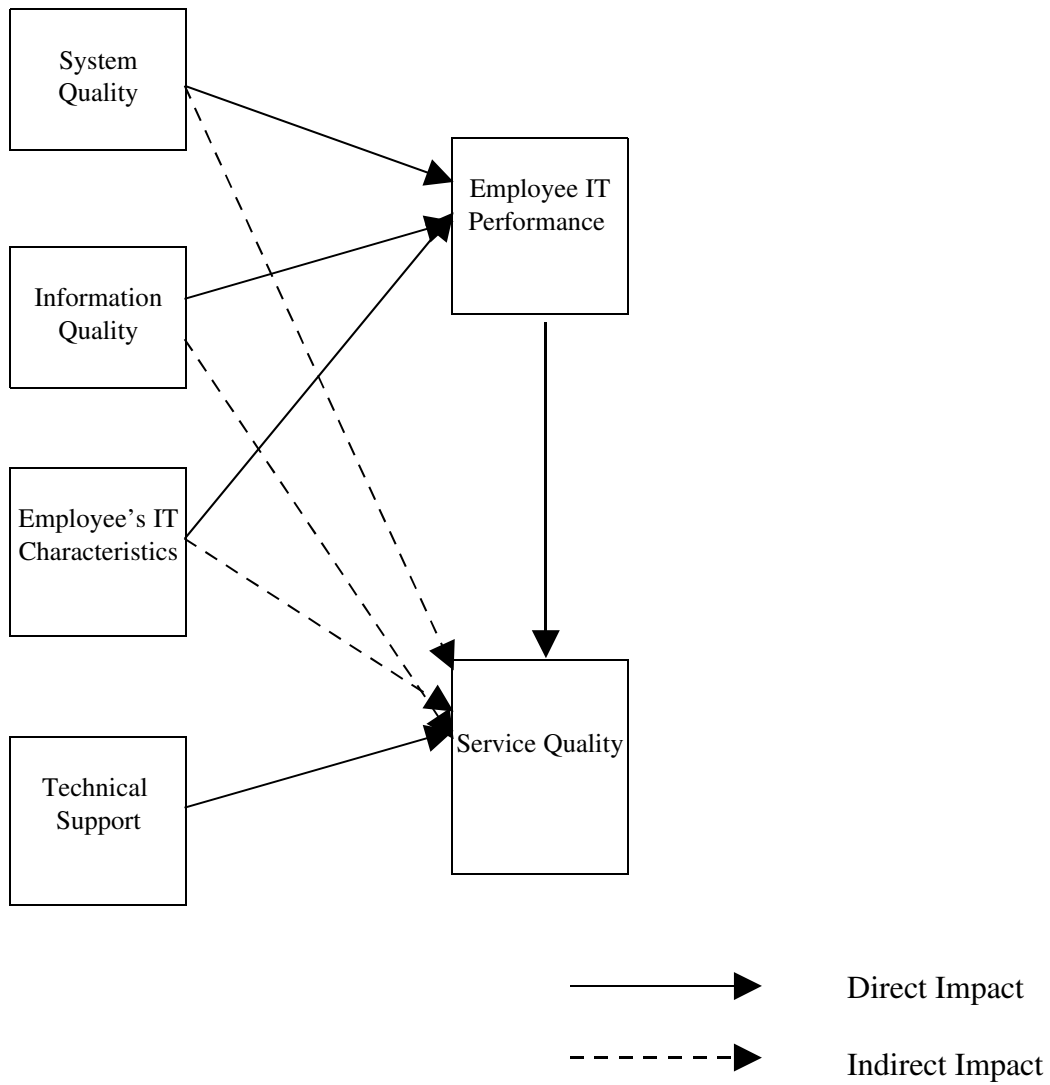 System
Quality
Employee IT
Performance
Information
Quality
Employee’s IT
Characteristics
Service Quality
Technical
Support
Direct Impact
Indirect Impact